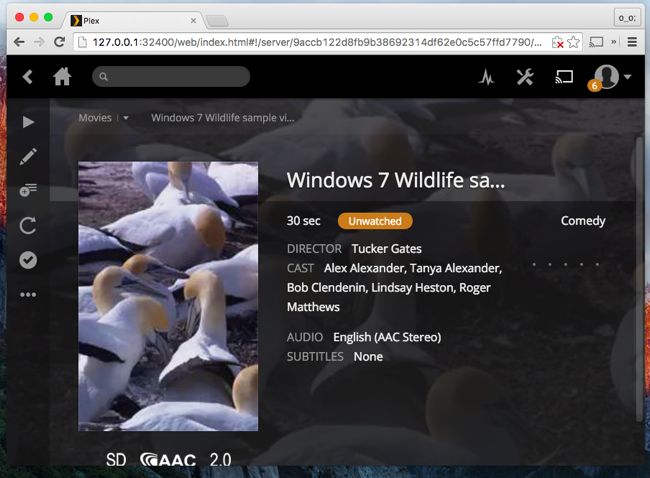 Plex
o_o;
127.0.0.1:32400/web/index.html#!/server/9accb122d8fb9b38692314df62e0c5c57ffd7790/...
6
Movies
Windows 7 Wildlife sample vi...
Windows 7 Wildlife sa...
30 sec Unwatched Comedy
DIRECTOR Tucker Gates
CAST Alex Alexander, Tanya Alexander,
Bob Clendenin, Lindsay Heston, Roger
Matthews
AUDIO English (AAC Stereo)
SUBTITLES None
SD AAC 2.0